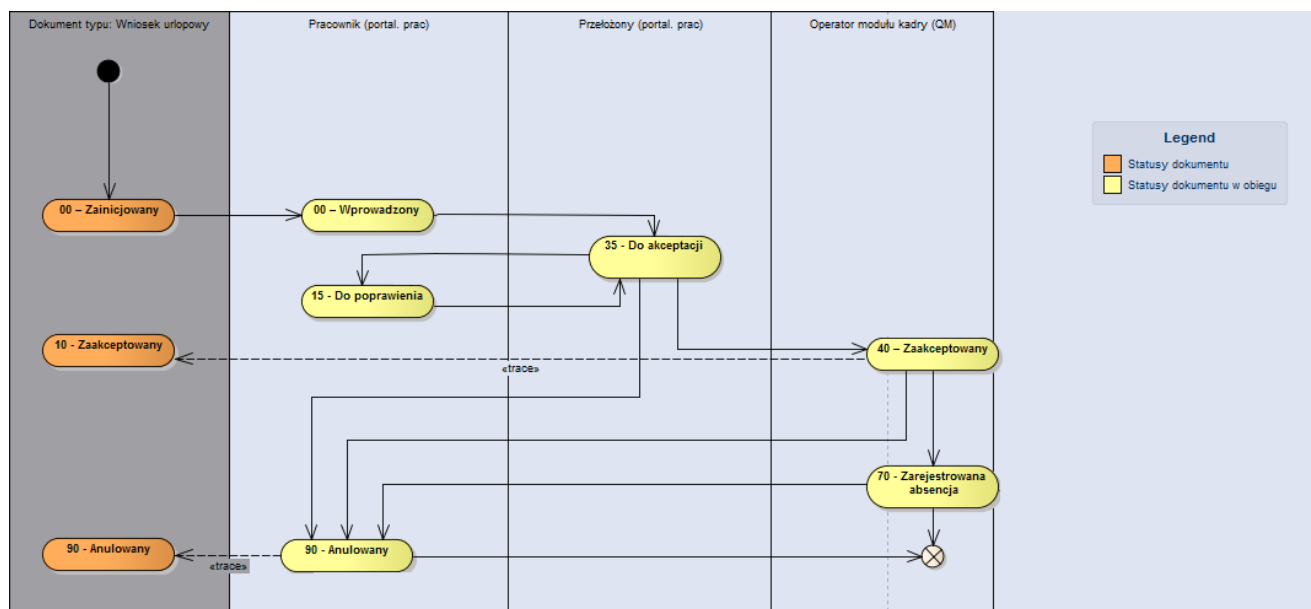 Dokument typu: Wniosek urlopowy
Pracownik (portal. prac)
Przełożony (portal. prac)
Operator modułu kadry (QM)
Legend
Statusy dokumentu
Statusy dokumentu w obiegu
00 – Zainicjowany
00 – Wprowadzony
35 - Do akceptacji
15 - Do poprawienia
10 - Zaakceptowany
40 – Zaakceptowany
«trace»
70 - Zarejestrowana
absencja
90 - Anulowany
90 - Anulowany
«trace»